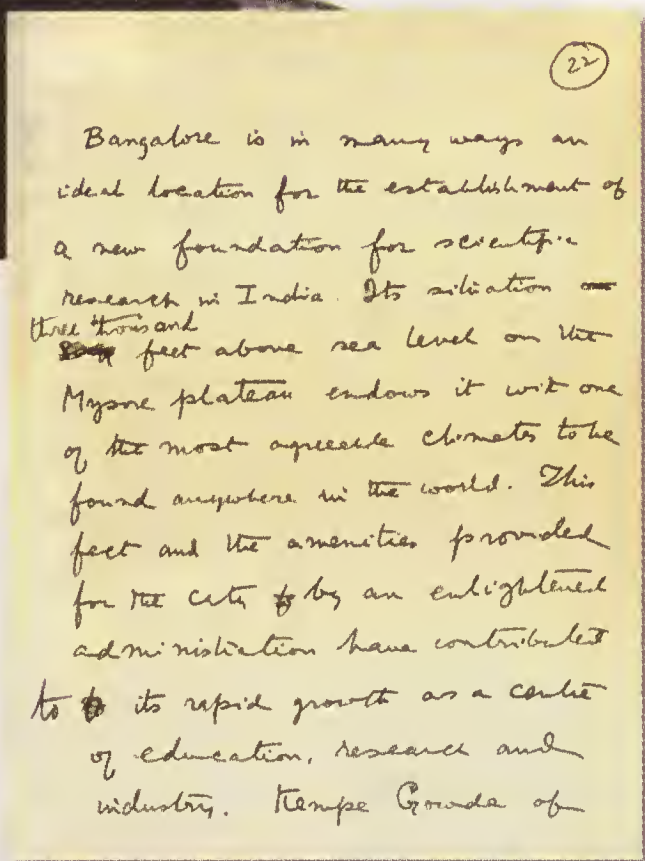 22
Bangalore is in many ways an
ideal location for the establishment of
a new foundation for scientific
research in India. Its sitiation
three thousand
feet above sea level on the
Mysore plateau endows it wit one
of the most agreeable climates to be
found anywhere in the world. This
fact and the amenities provided
for the city by an enlightened
administration have contributed
to its rapid growth as a centre
of education, research and
industry. Kempe Gowda of